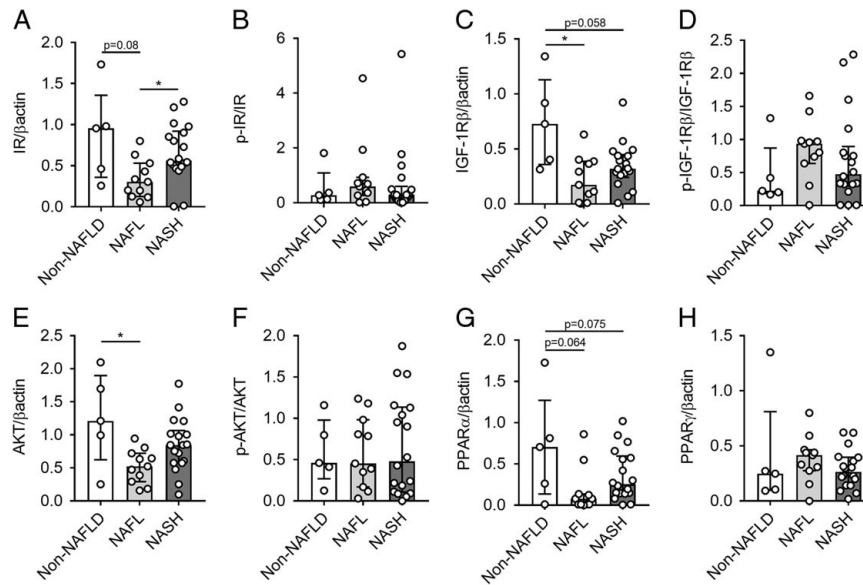 A
IR/βactin
2.0
1.5
1.0
0.5
0.0
p=0.08
*
Non-NAFLD
NAFL
NASH
B
p-IR/IR
6
4
2
0
Non-NAFLD
NAFL
NASH
C
IGF-1Rβ/βactin
1.5
1.0
0.5
0.0
p=0.058
*
Non-NAFLD
NAFL
NASH
D
p-IGF-1Rβ/IGF-1Rβ
2.5
2.0
1.5
1.0
0.5
0.0
Non-NAFLD
NAFL
NASH
E
AKT/βactin
2.5
2.0
1.5
1.0
0.5
0.0
*
Non-NAFLD
NAFL
NASH
F
p-AKT/AKT
2.0
1.5
1.0
0.5
0.0
Non-NAFLD
NAFL
NASH
G
PPARα/βactin
2.0
1.5
1.0
0.5
0.0
p=0.075
p=0.064
Non-NAFLD
NAFL
NASH
H
PPARγ/βactin
1.5
1.0
0.5
0.0
Non-NAFLD
NAFL
NASH